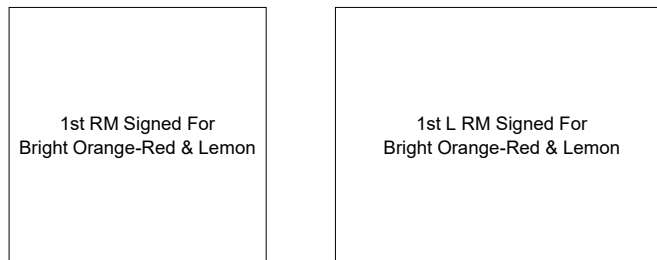 1st RM Signed For
Bright Orange-Red & Lemon
1st L RM Signed For
Bright Orange-Red & Lemon